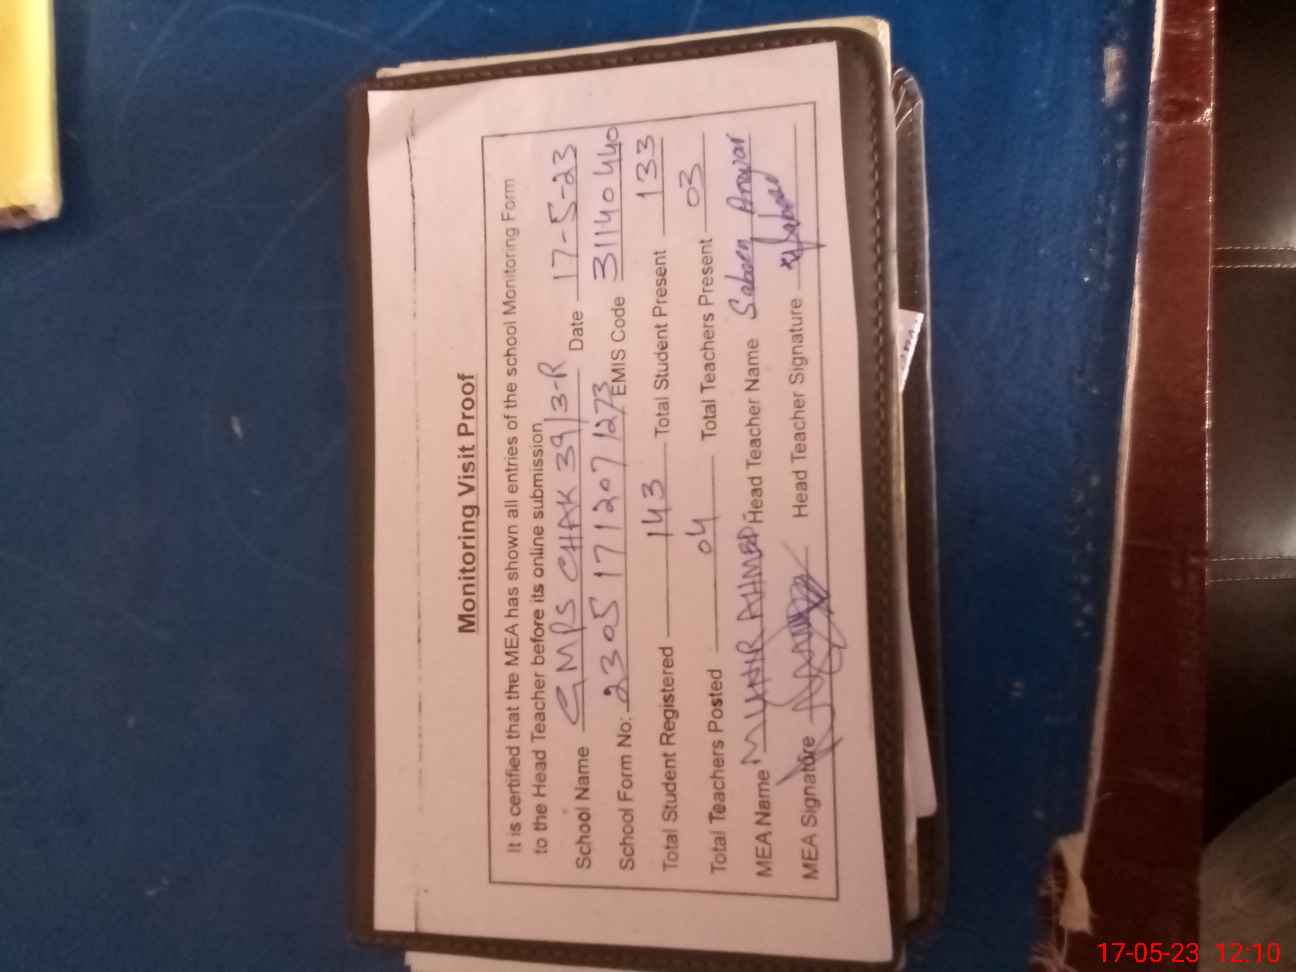 Monitoring Visit Proof
It is certified that the MEA has shown all entries of the school Monitoring Form
to the Head Teacher before its online submission
School Name GMPS CHAK 39/3-R Date 17-5-23
School Form No: 23051712071273 EMIS Code 31140440
Total Student Registered 143 Total Student Present 133
Total Teachers Posted 04 Total Teachers Present 03
MEA Name MUNIR AHMED Head Teacher Name Sabeen Anwar
MEA Signature Head Teacher Signature
17-05-23 12:10